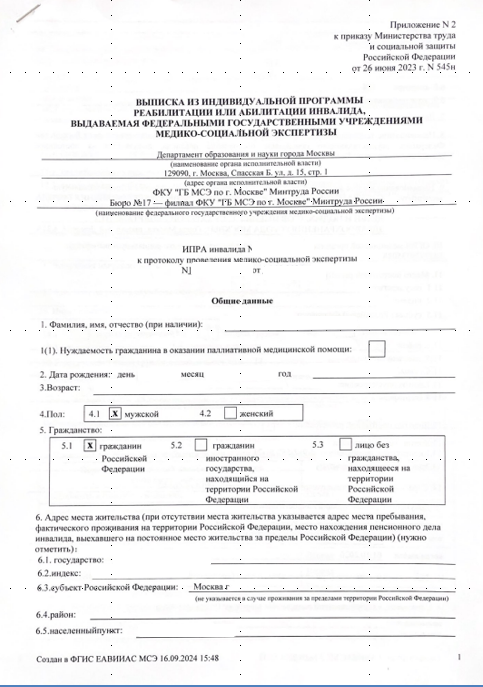 Приложение N 2
к приказу Министерства труда
и социальной защиты
Российской Федерации
от 26 июня 2023 г. N 545н
ВЫПИСКА ИЗ ИНДИВИДУАЛЬНОЙ ПРОГРАММЫ
РЕАБИЛИТАЦИИ ИЛИ АБИЛИТАЦИИ ИНВАЛИДА,
ВЫДАВАЕМАЯ ФЕДЕРАЛЬНЫМИ ГОСУДАРСТВЕННЫМИ УЧРЕЖДЕНИЯМИ
МЕДИКО-СОЦИАЛЬНОЙ ЭКСПЕРТИЗЫ
Департамент образования и науки города Москвы
(наименование органа исполнительной власти)
129090, г. Москва, Спасская Б. ул, д. 15, стр. 1
(адрес органа исполнительной власти)
ФКУ "ГБ МСЭ по г. Москве" Минтруда России
Бюро №17 — филиал ФКУ "ГБ МСЭ по г. Москве" Минтруда России
(наименование федерального государственного учреждения медико-социальной экспертизы)
ИПРА инвалида N
к протоколу проведения медико-социальной экспертизы
N от
Общие данные
1. Фамилия, имя, отчество (при наличии):
1(1). Нуждаемость гражданина в оказании паллиативной медицинской помощи:
2. Дата рождения: день месяц год
3.Возраст:
4.Пол: 4.1 X мужской 4.2 женский
5. Гражданство:
5.1 X гражданин 5.2 гражданин 5.3 лицо без
Российской иностранного гражданства,
Федерации государства, находящееся на
находящийся на территории
территории Российской Российской
Федерации Федерации
6. Адрес места жительства (при отсутствии места жительства указывается адрес места пребывания,
фактического проживания на территории Российской Федерации, место нахождения пенсионного дела
инвалида, выехавшего на постоянное место жительства за пределы Российской Федерации) (нужно
отметить):
6.1. государство:
6.2.индекс:
6.3.субъект Российской Федерации: Москва г
(не указывается в случае проживания за пределами территории Российской Федерации)
6.4.район:
6.5.населенныйпункт:
Создан в ФГИС ЕАВИИАС МСЭ 16.09.2024 15:48 1